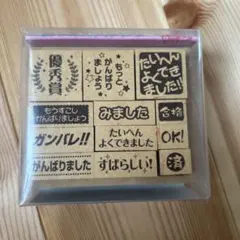 優秀賞
もっと
がんばり
ましょう
たいへん
よく
できました!!
もうすこし
がんばりましょう
みました
合格
ガンバレ!!
たいへん
よくできました
OK!
がんばりました
すばらしい!
済